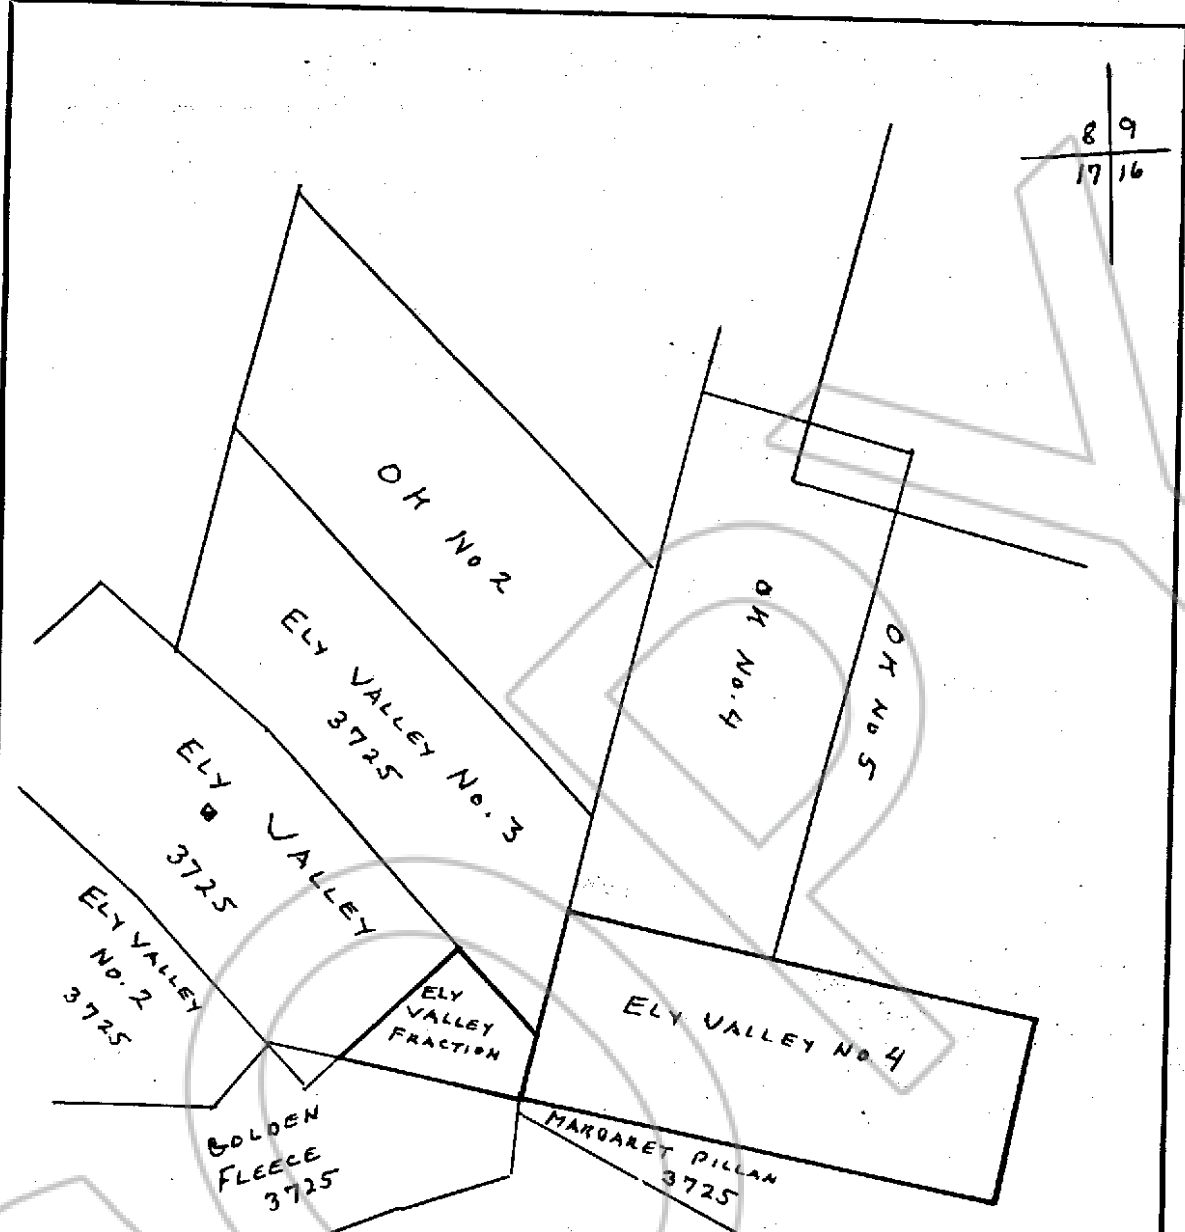 8 9
17 16
OK NO 2
ELY VALLEY NO. 3
3725
OK NO. 4
OK NO 5
ELY VALLEY
3725
ELY VALLEY
NO. 2
3725
ELY
VALLEY
FRACTION
ELY VALLEY NO. 4
GOLDEN
FLEECE
3725
MARGARET PILLAN
3725